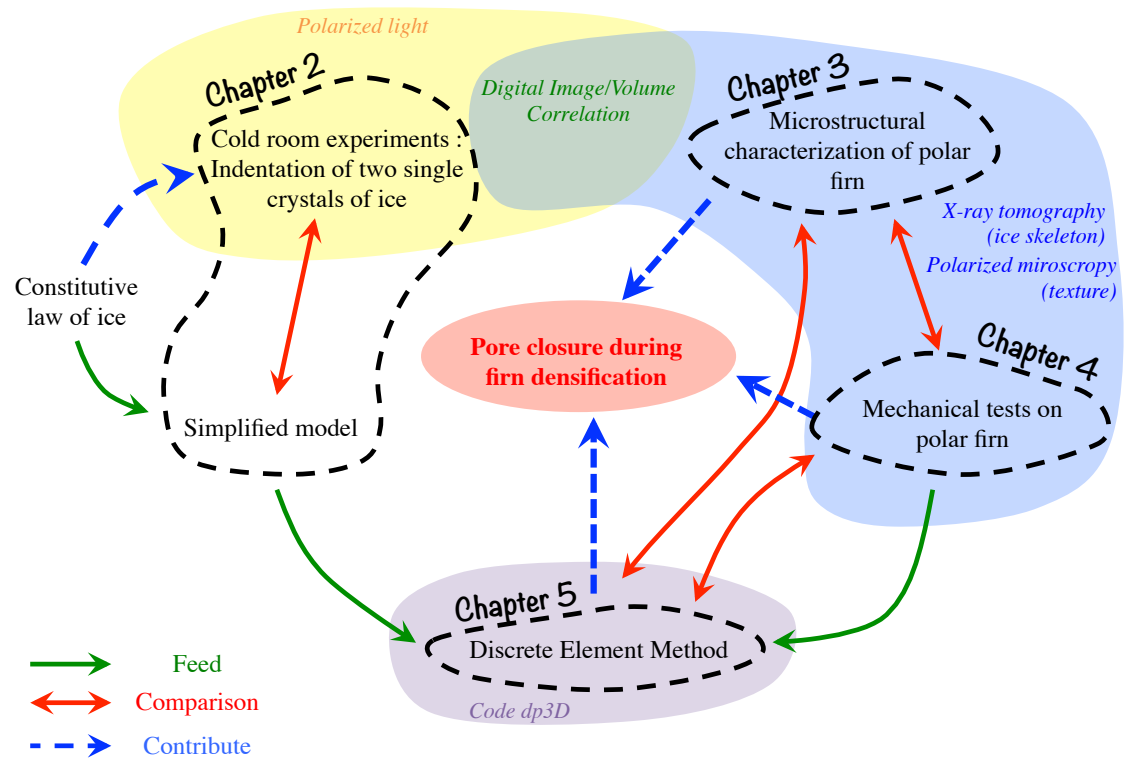 Polarized light
Chapter 2
Cold room experiments :
Indentation of two single
crystals of ice
Digital Image/Volume
Correlation
Chapter 3
Microstructural
characterization of polar
firn
X-ray tomography
(ice skeleton)
Polarized miroscropy
(texture)
Constitutive
law of ice
Pore closure during
firn densification
Chapter 4
Mechanical tests on
polar firn
Simplified model
Chapter 5
Discrete Element Method
Code dp3D
Feed
Comparison
Contribute